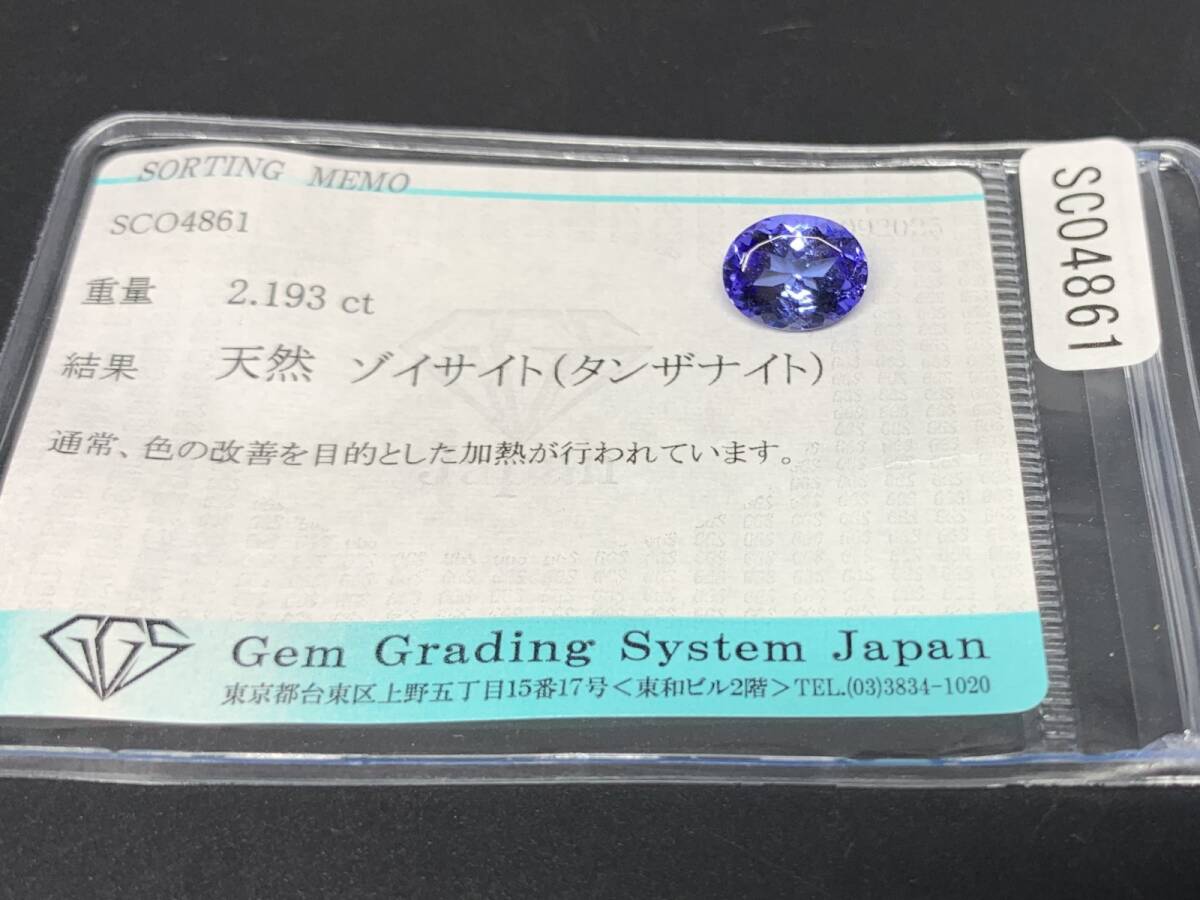 SORTING MEMO
SCO4861
重量 2.193 ct
結果 天然 ゾイサイト(タンザナイト)
通常、色の改善を目的とした加熱が行われています。
GGS
Gem Grading System Japan
東京都台東区上野五丁目15番17号<東和ビル2階>TEL.(03)3834-1020
SCO4861